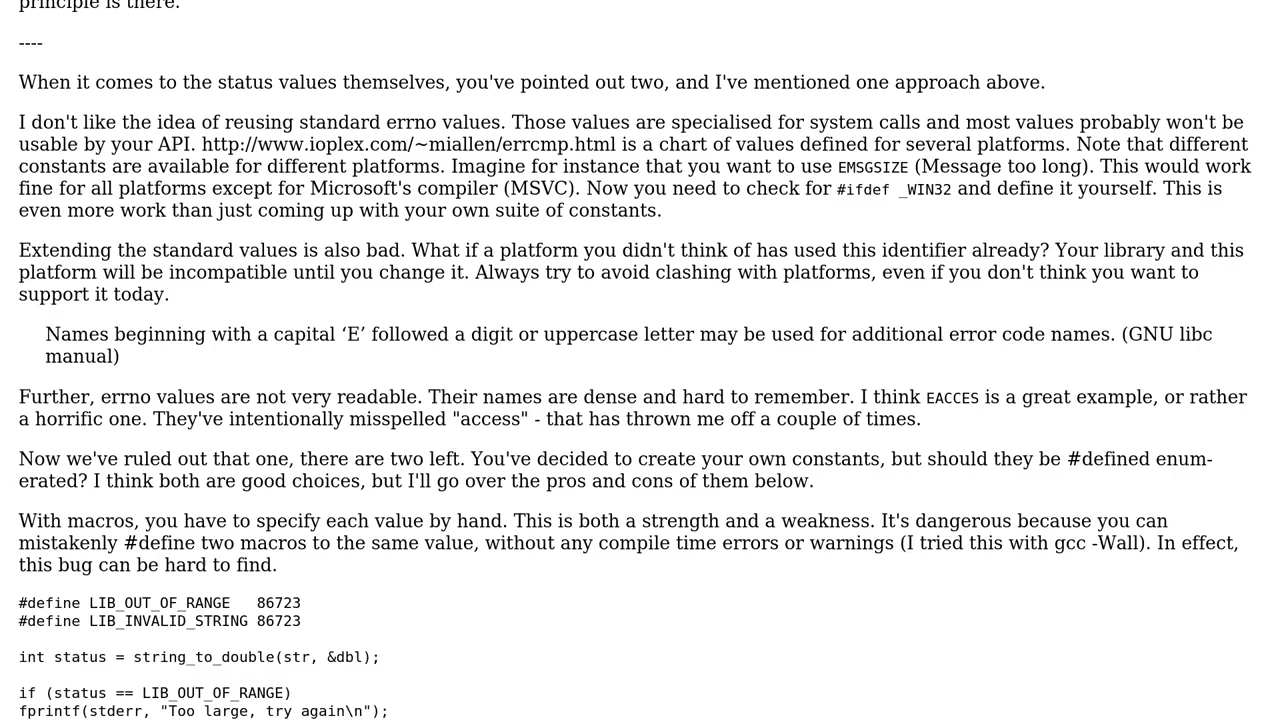 principle is there.
----
When it comes to the status values themselves, you've pointed out two, and I've mentioned one approach above.
I don't like the idea of reusing standard errno values. Those values are specialised for system calls and most values probably won't be
usable by your API. http://www.ioplex.com/~miallen/errcmp.html is a chart of values defined for several platforms. Note that different
constants are available for different platforms. Imagine for instance that you want to use EMSGSIZE (Message too long). This would work
fine for all platforms except for Microsoft's compiler (MSVC). Now you need to check for #ifdef _WIN32 and define it yourself. This is
even more work than just coming up with your own suite of constants.
Extending the standard values is also bad. What if a platform you didn't think of has used this identifier already? Your library and this
platform will be incompatible until you change it. Always try to avoid clashing with platforms, even if you don't think you want to
support it today.
Names beginning with a capital ‘E’ followed a digit or uppercase letter may be used for additional error code names. (GNU libc
manual)
Further, errno values are not very readable. Their names are dense and hard to remember. I think EACCES is a great example, or rather
a horrific one. They've intentionally misspelled "access" - that has thrown me off a couple of times.
Now we've ruled out that one, there are two left. You've decided to create your own constants, but should they be #defined enum-
erated? I think both are good choices, but I'll go over the pros and cons of them below.
With macros, you have to specify each value by hand. This is both a strength and a weakness. It's dangerous because you can
mistakenly #define two macros to the same value, without any compile time errors or warnings (I tried this with gcc -Wall). In effect,
this bug can be hard to find.
#define LIB_OUT_OF_RANGE   86723
#define LIB_INVALID_STRING 86723
int status = string_to_double(str, &dbl);
if (status == LIB_OUT_OF_RANGE)
fprintf(stderr, "Too large, try again\n");